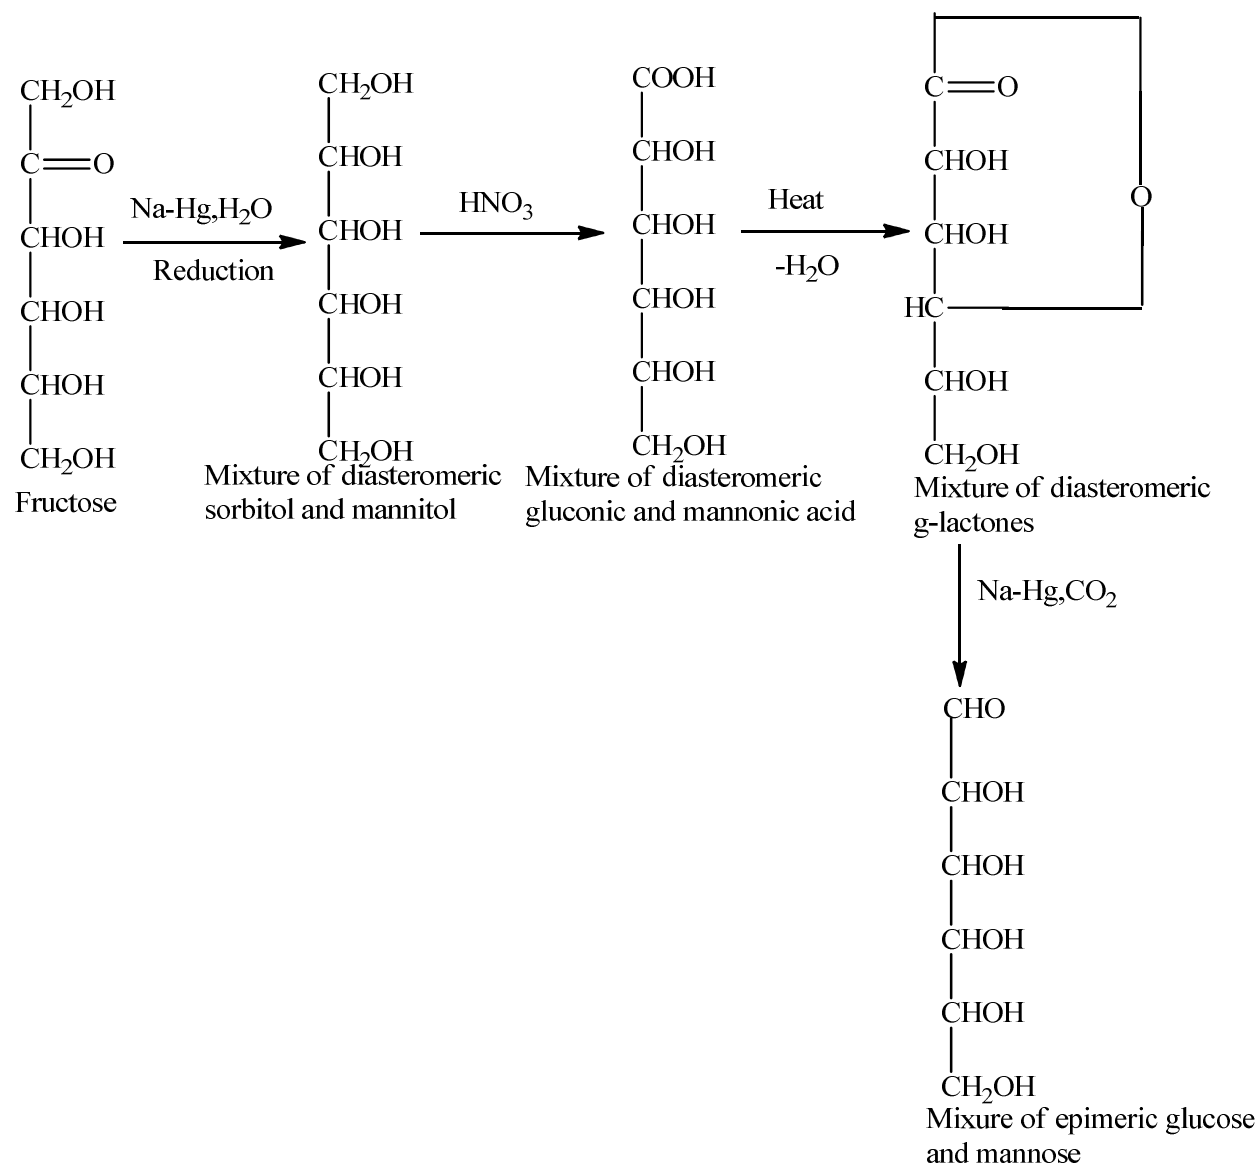 CH2OH
C=O
CHOH
CHOH
CHOH
CH2OH
Fructose
Na-Hg,H2O
Reduction
CH2OH
CHOH
CHOH
CHOH
CHOH
CH2OH
Mixture of diasteromeric
sorbitol and mannitol
HNO3
COOH
CHOH
CHOH
CHOH
CHOH
CH2OH
Mixture of diasteromeric
gluconic and mannonic acid
Heat
-H2O
C=O
CHOH
O
CHOH
HC
CHOH
CH2OH
Mixture of diasteromeric
g-lactones
Na-Hg,CO2
CHO
CHOH
CHOH
CHOH
CHOH
CH2OH
Mixure of epimeric glucose
and mannose